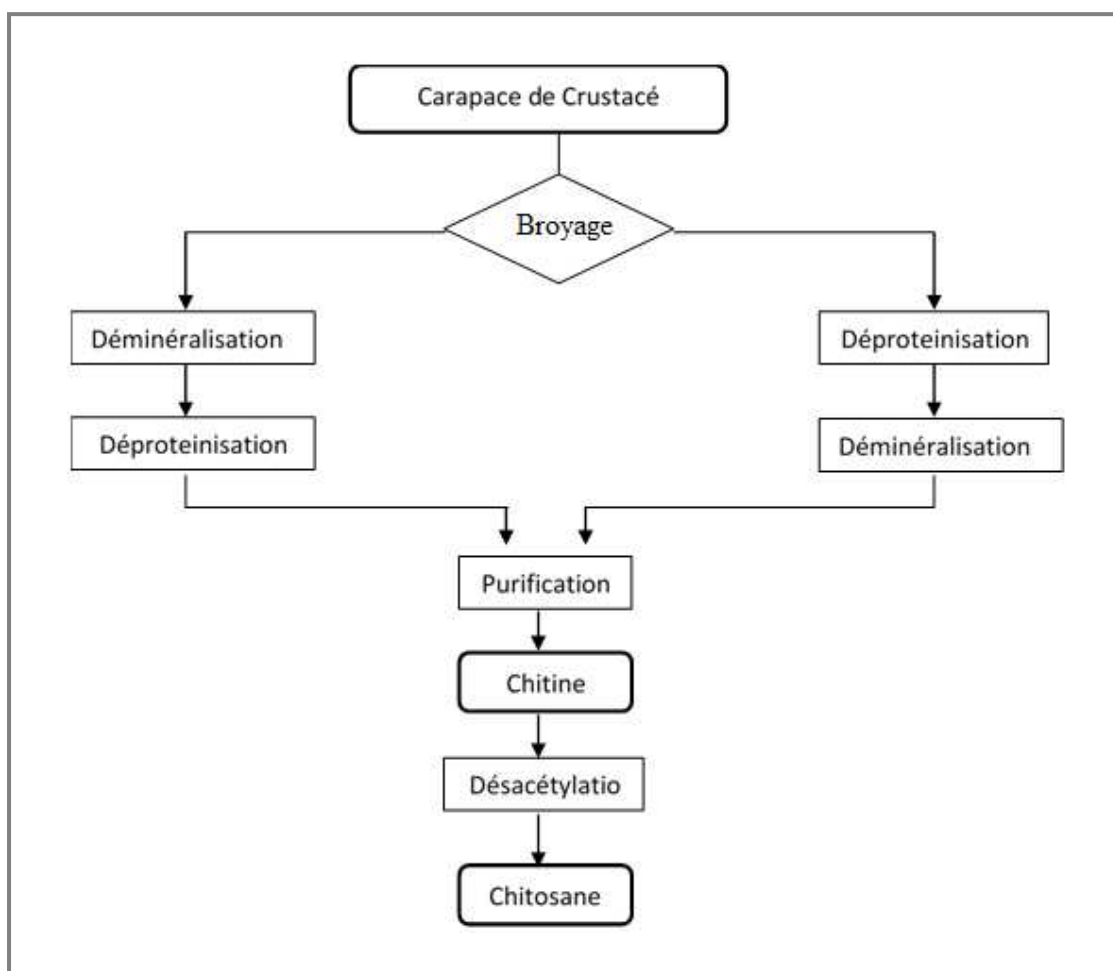 Carapace de Crustacé
Broyage
Déminéralisation
Déproteinisation
Déproteinisation
Déminéralisation
Purification
Chitine
Désacétylatio
Chitosane